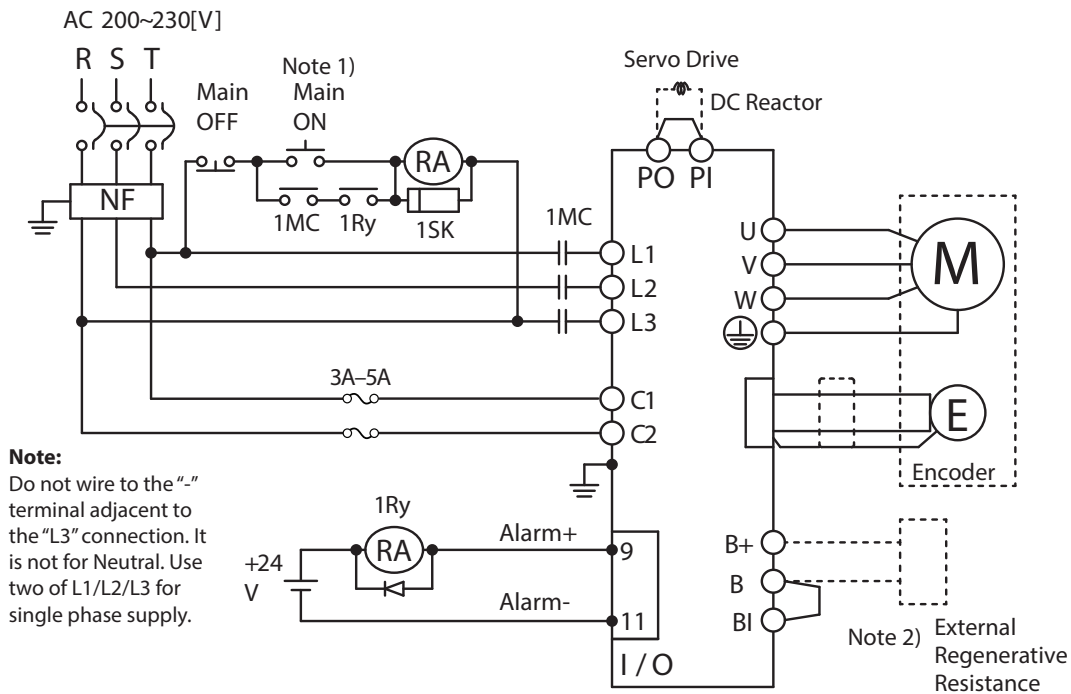 AC 200~230[V]
R S T
Note 1)
Main
OFF
Main
ON
RA
NF
1MC
1Ry
1SK
1MC
Servo Drive
DC Reactor
PO PI
L1
L2
L3
U
V
W
M
3A–5A
C1
C2
E
Encoder
Note:
Do not wire to the “-”
terminal adjacent to
the “L3” connection. It
is not for Neutral. Use
two of L1/L2/L3 for
single phase supply.
1Ry
RA
+24
V
Alarm+
9
Alarm-
11
I / O
B+
B
BI
Note 2)
External
Regenerative
Resistance